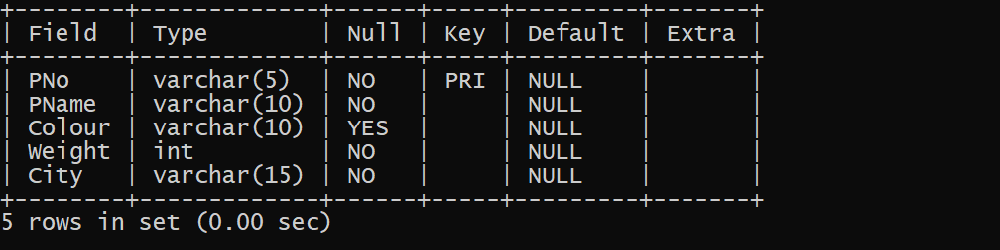 +--------+-------------+------+-----+---------+-------+
| Field  | Type        | Null | Key | Default | Extra |
+--------+-------------+------+-----+---------+-------+
| PNo    | varchar(5)  | NO   | PRI | NULL    |       |
| PName  | varchar(10) | NO   |     | NULL    |       |
| Colour | varchar(10) | YES  |     | NULL    |       |
| Weight | int         | NO   |     | NULL    |       |
| City   | varchar(15) | NO   |     | NULL    |       |
+--------+-------------+------+-----+---------+-------+
5 rows in set (0.00 sec)